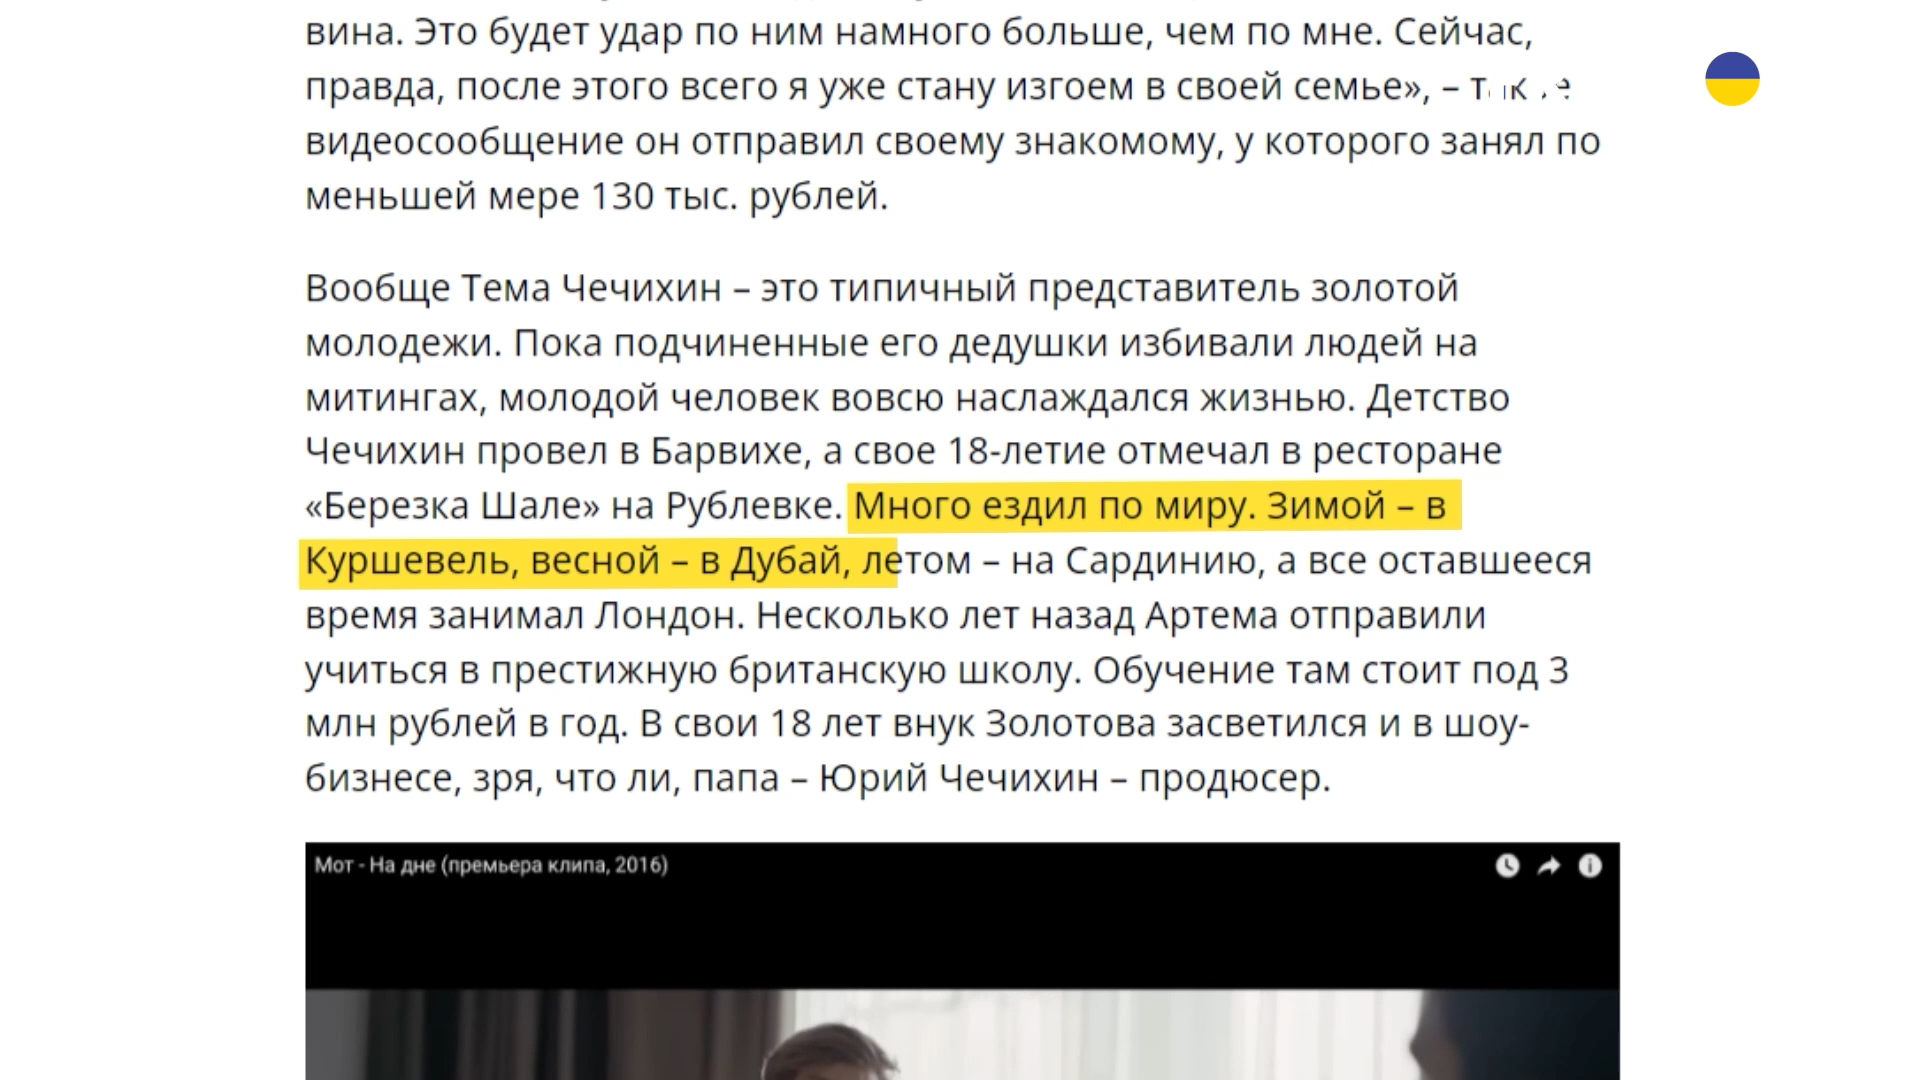 вина. Это будет удар по ним намного больше, чем по мне. Сейчас,
правда, после этого всего я уже стану изгоем в своей семье», –
видеосообщение он отправил своему знакомому, у которого занял по
меньшей мере 130 тыс. рублей.
Вообще Тема Чечихин – это типичный представитель золотой
молодежи. Пока подчиненные его дедушки избивали людей на
митингах, молодой человек вовсю наслаждался жизнью. Детство
Чечихин провел в Барвихе, а свое 18-летие отмечал в ресторане
«Березка Шале» на Рублевке. Много ездил по миру. Зимой – в
Куршевель, весной – в Дубай, летом – на Сардинию, а все оставшееся
время занимал Лондон. Несколько лет назад Артема отправили
учиться в престижную британскую школу. Обучение там стоит под 3
млн рублей в год. В свои 18 лет внук Золотова засветился и в шоу-
бизнесе, зря, что ли, папа – Юрий Чечихин – продюсер.
Мот - На дне (премьера клипа, 2016)